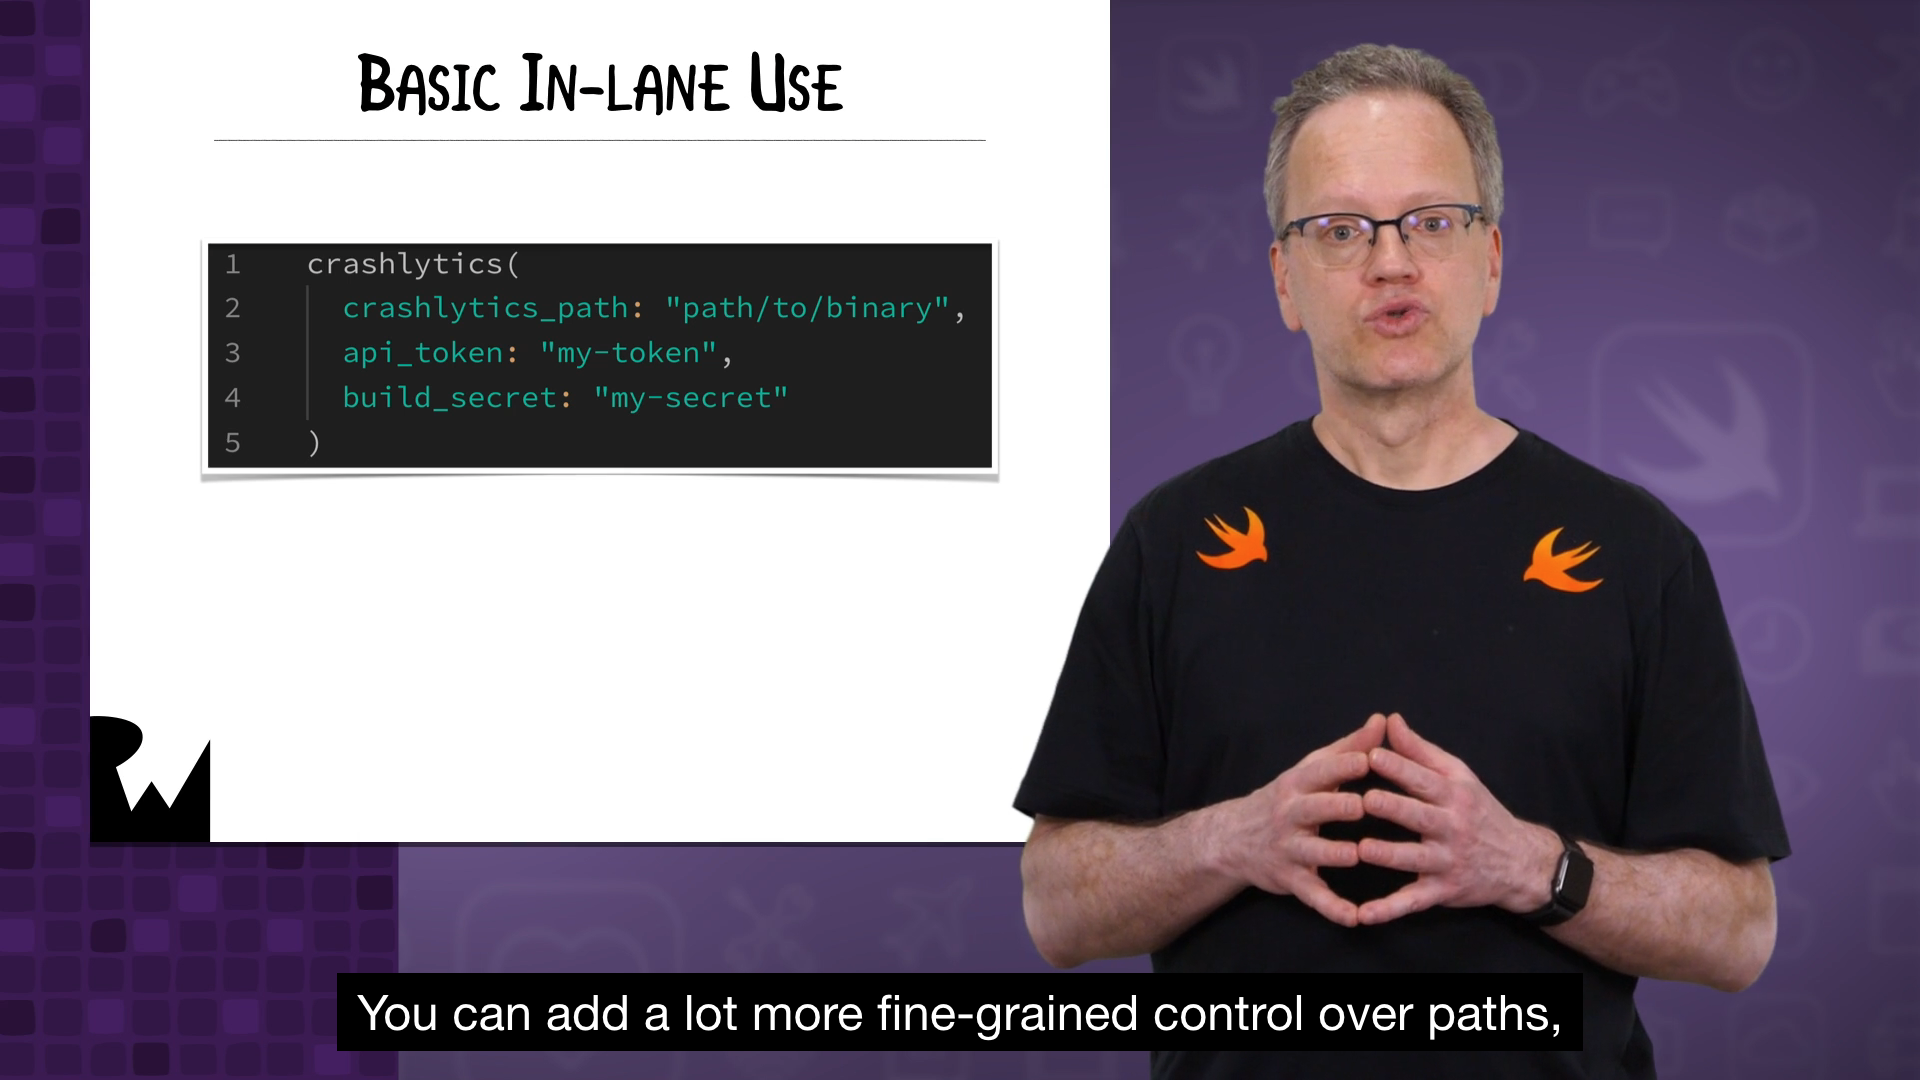 BASIC IN-LANE USE
1 crashlytics(
2 crashlytics_path: "path/to/binary",
3 api_token: "my-token",
4 build_secret: "my-secret"
5 )
RW
You can add a lot more fine-grained control over paths,